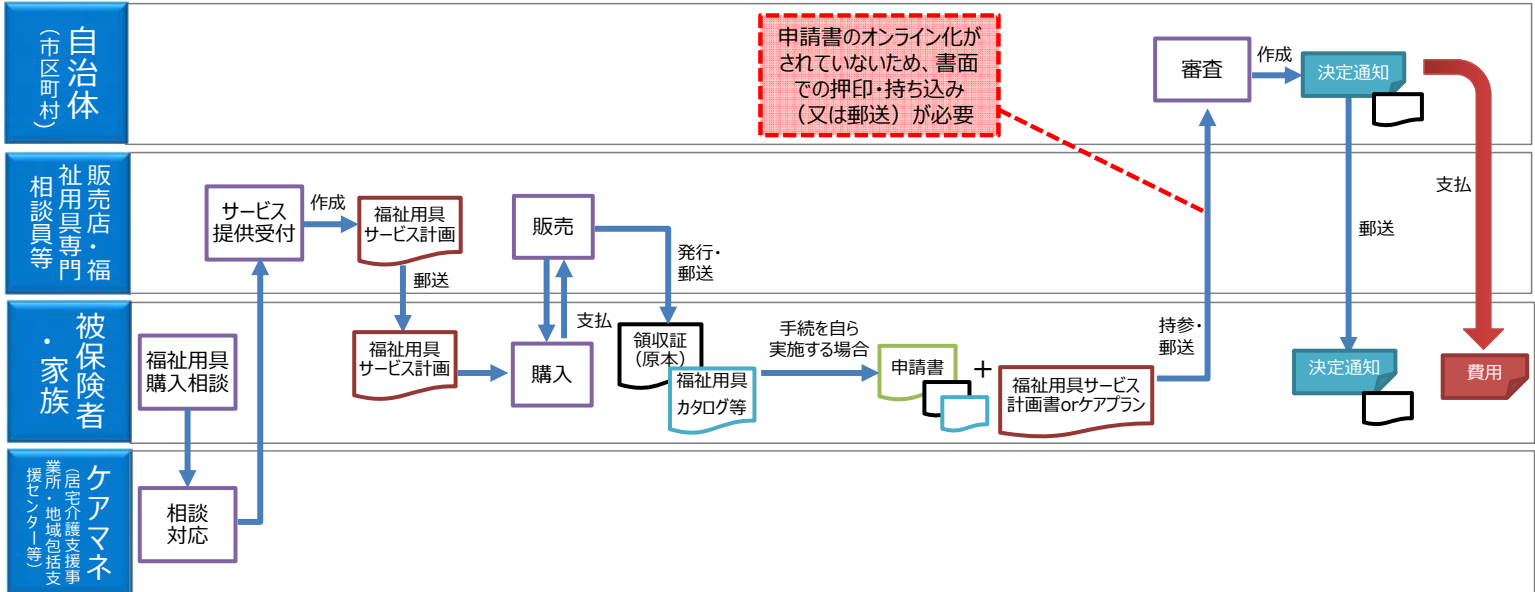 自治体
(市区町村)
申請書のオンライン化が
されていないため、書面
での押印・持ち込み
(又は郵送)が必要
審査
作成
決定通知
支払
販売店・福
祉用具専門
相談員等
サービス
提供受付
作成
福祉用具
サービス計画
郵送
販売
発行・
郵送
郵送
被保険者
・家族
福祉用具
購入相談
福祉用具
サービス計画
支払
購入
領収証
(原本)
福祉用具
カタログ等
手続を自ら
実施する場合
申請書
+
福祉用具サービス
計画書orケアプラン
持参・
郵送
決定通知
費用
ケアマネ
(居宅介護支援事
業所・地域包括支
援センター等)
相談
対応